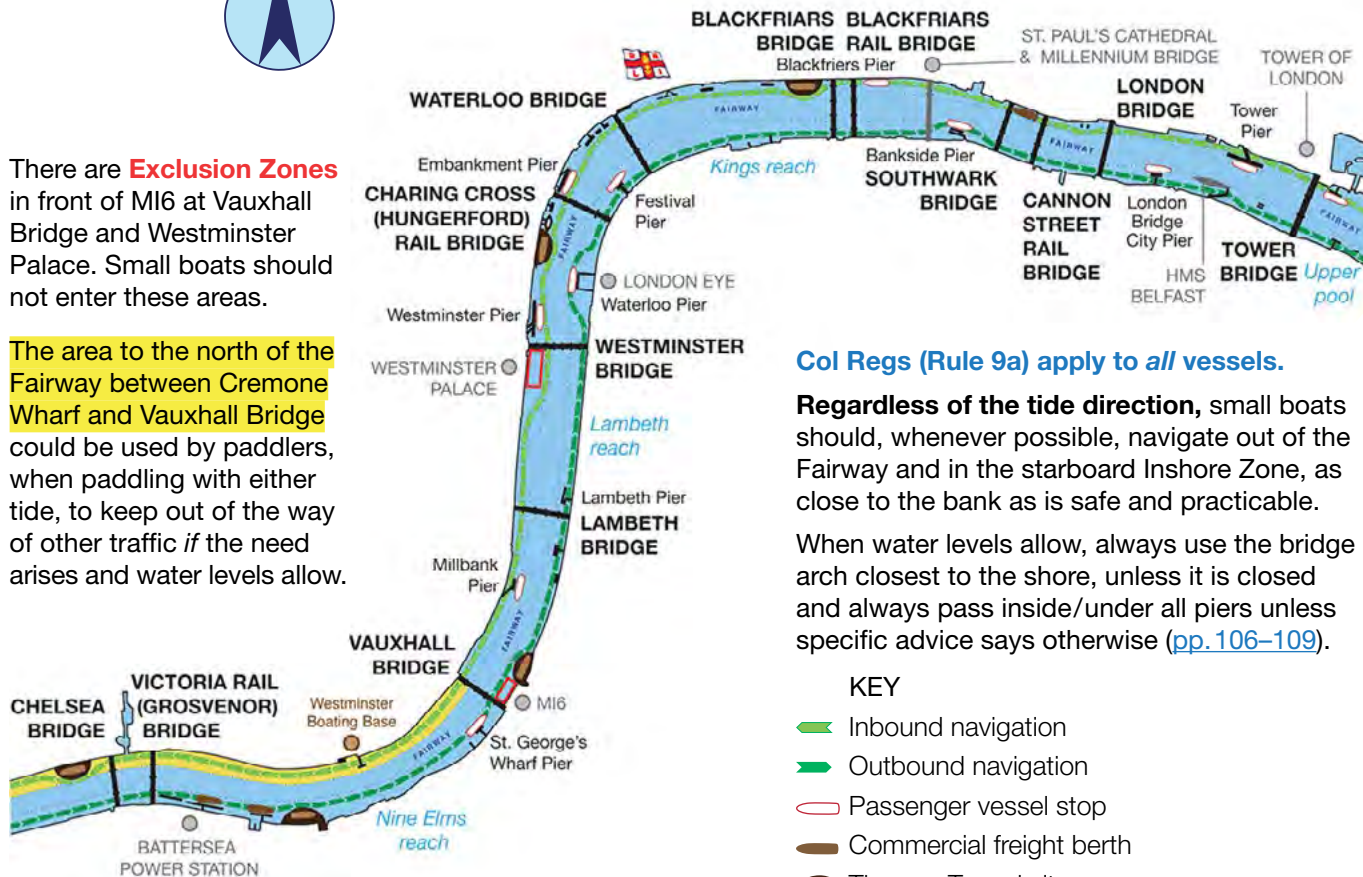 BLACKFRIARS
BRIDGE
BLACKFRIARS
RAIL BRIDGE
Blackfriers Pier
ST. PAUL'S CATHEDRAL
& MILLENNIUM BRIDGE
TOWER OF
LONDON
WATERLOO BRIDGE
FAIRWAY
LONDON
BRIDGE
Tower
Pier
Embankment Pier
CHARING CROSS
(HUNGERFORD)
RAIL BRIDGE
FAIRWAY
Festival
Pier
Kings reach
Bankside Pier
SOUTHWARK
BRIDGE
FAIRWAY
CANNON
STREET
RAIL
BRIDGE
London
Bridge
City Pier
HMS
BELFAST
TOWER
BRIDGE
FAIRWAY
Upper
pool
LONDON EYE
Waterloo Pier
Westminster Pier
WESTMINSTER
PALACE
WESTMINSTER
BRIDGE
Lambeth
reach
Lambeth Pier
LAMBETH
BRIDGE
Millbank
Pier
FAIRWAY
VAUXHALL
BRIDGE
MI6
St. George's
Wharf Pier
FAIRWAY
Westminster
Boating Base
VICTORIA RAIL
(GROSVENOR)
BRIDGE
CHELSEA
BRIDGE
Nine Elms
reach
BATTERSEA
POWER STATION
There are Exclusion Zones
in front of MI6 at Vauxhall
Bridge and Westminster
Palace. Small boats should
not enter these areas.
The area to the north of the
Fairway between Cremone
Wharf and Vauxhall Bridge
could be used by paddlers,
when paddling with either
tide, to keep out of the way
of other traffic if the need
arises and water levels allow.
Col Regs (Rule 9a) apply to all vessels.
Regardless of the tide direction, small boats
should, whenever possible, navigate out of the
Fairway and in the starboard Inshore Zone, as
close to the bank as is safe and practicable.
When water levels allow, always use the bridge
arch closest to the shore, unless it is closed
and always pass inside/under all piers unless
specific advice says otherwise (pp. 106–109).
KEY
Inbound navigation
Outbound navigation
Passenger vessel stop
Commercial freight berth